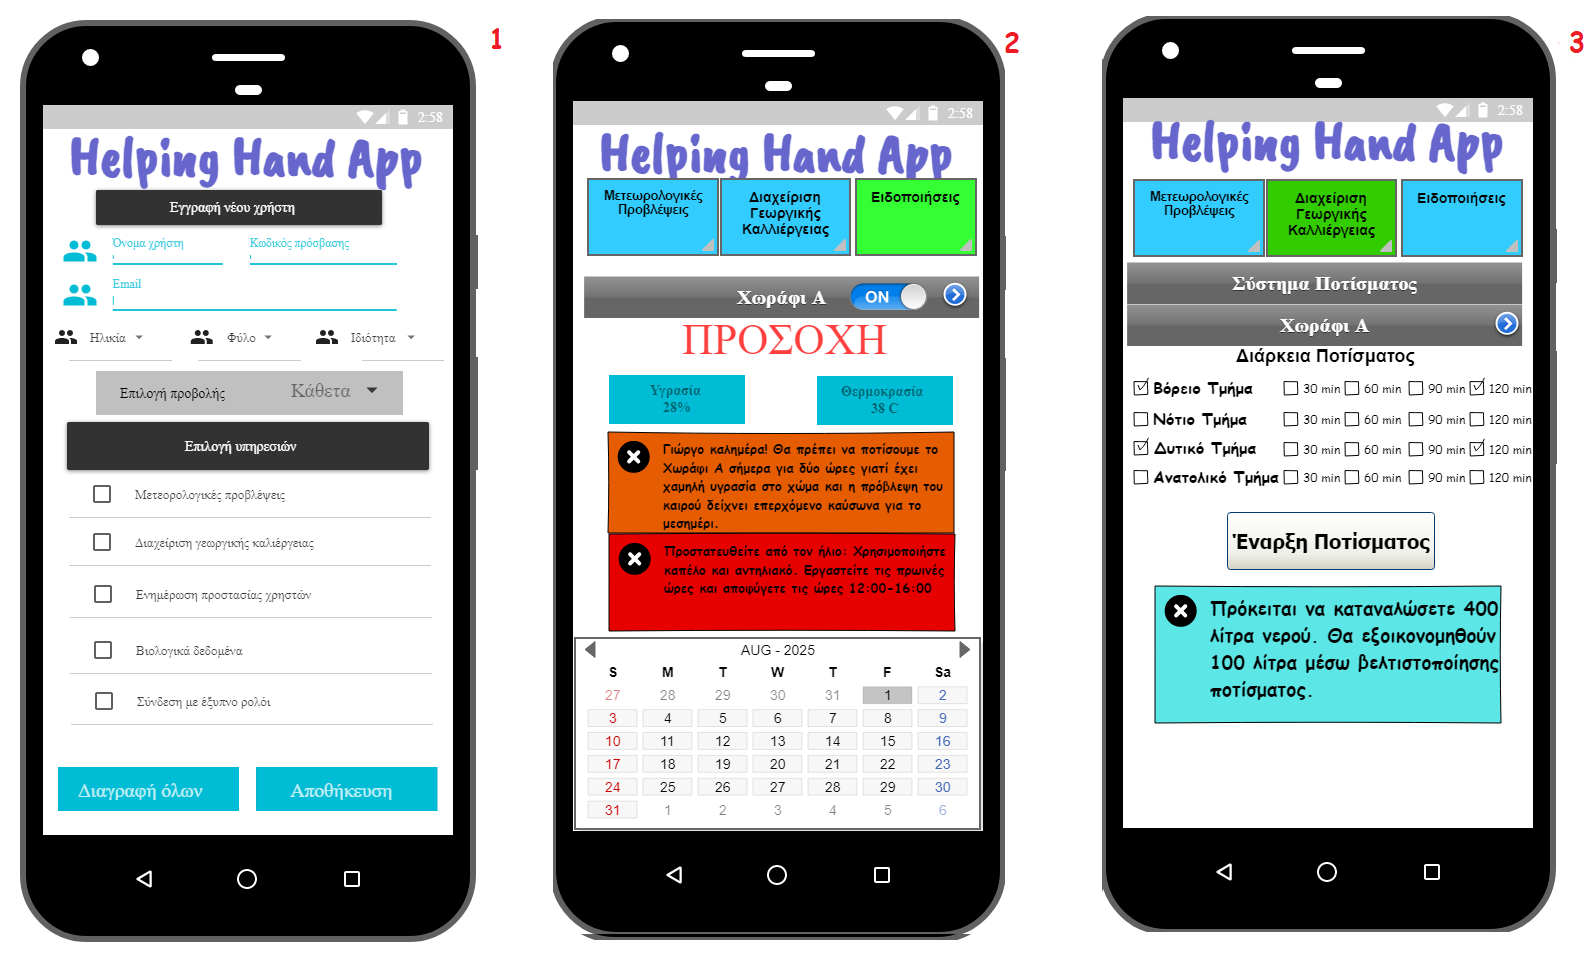 1
2:58
Helping Hand App
Εγγραφή νέου χρήστη
Όνομα χρήστη Κωδικός πρόσβασης
Email
Ηλικία Φύλο Ιδιότητα
Επιλογή προβολής Κάθετα
Επιλογή υπηρεσιών
Μετεορολογικές προβλέψεις
Διαχείριση γεωργικής καλιέργειας
Ενημέρωση προστασίας χρηστών
Βιολογικά δεδομένα
Σύνδεση με έξυπνο ρολόι
Διαγραφή όλων Αποθήκευση
2
2:58
Helping Hand App
Μετεωρολογικές
Προβλέψεις
Διαχείριση
Γεωργικής
Καλλιέργειας
Ειδοποιήσεις
Χωράφι Α ON
ΠΡΟΣΟΧΗ
Υγρασία
28%
Θερμοκρασία
38 C
Γιώργο καλημέρα! Θα πρέπει να ποτίσουμε το
Χωράφι Α σήμερα για δύο ώρες γιατί έχει
χαμηλή υγρασία στο χώμα και η πρόβλεψη του
καιρού δείχνει επερχόμενο καύσωνα για το
μεσημέρι.
Προστατευθείτε από τον ήλιο: Χρησιμοποιήστε
καπέλο και αντηλιακό. Εργαστείτε τις πρωινές
ώρες και αποφύγετε τις ώρες 12:00-16:00
AUG - 2025
S M T W T F Sa
27 28 29 30 31 1 2
3 4 5 6 7 8 9
10 11 12 13 14 15 16
17 18 19 20 21 22 23
24 25 26 27 28 29 30
31 1 2 3 4 5 6
3
2:58
Helping Hand App
Μετεωρολογικές
Προβλέψεις
Διαχείριση
Γεωργικής
Καλλιέργειας
Ειδοποιήσεις
Σύστημα Ποτίσματος
Χωράφι Α
Διάρκεια Ποτίσματος
Βόρειο Τμήμα 30 min 60 min 90 min 120 min
Νότιο Τμήμα 30 min 60 min 90 min 120 min
Δυτικό Τμήμα 30 min 60 min 90 min 120 min
Ανατολικό Τμήμα 30 min 60 min 90 min 120 min
Έναρξη Ποτίσματος
Πρόκειται να καταναλώσετε 400
λίτρα νερού. Θα εξοικονομηθούν
100 λίτρα μέσω βελτιστοποίησης
ποτίσματος.